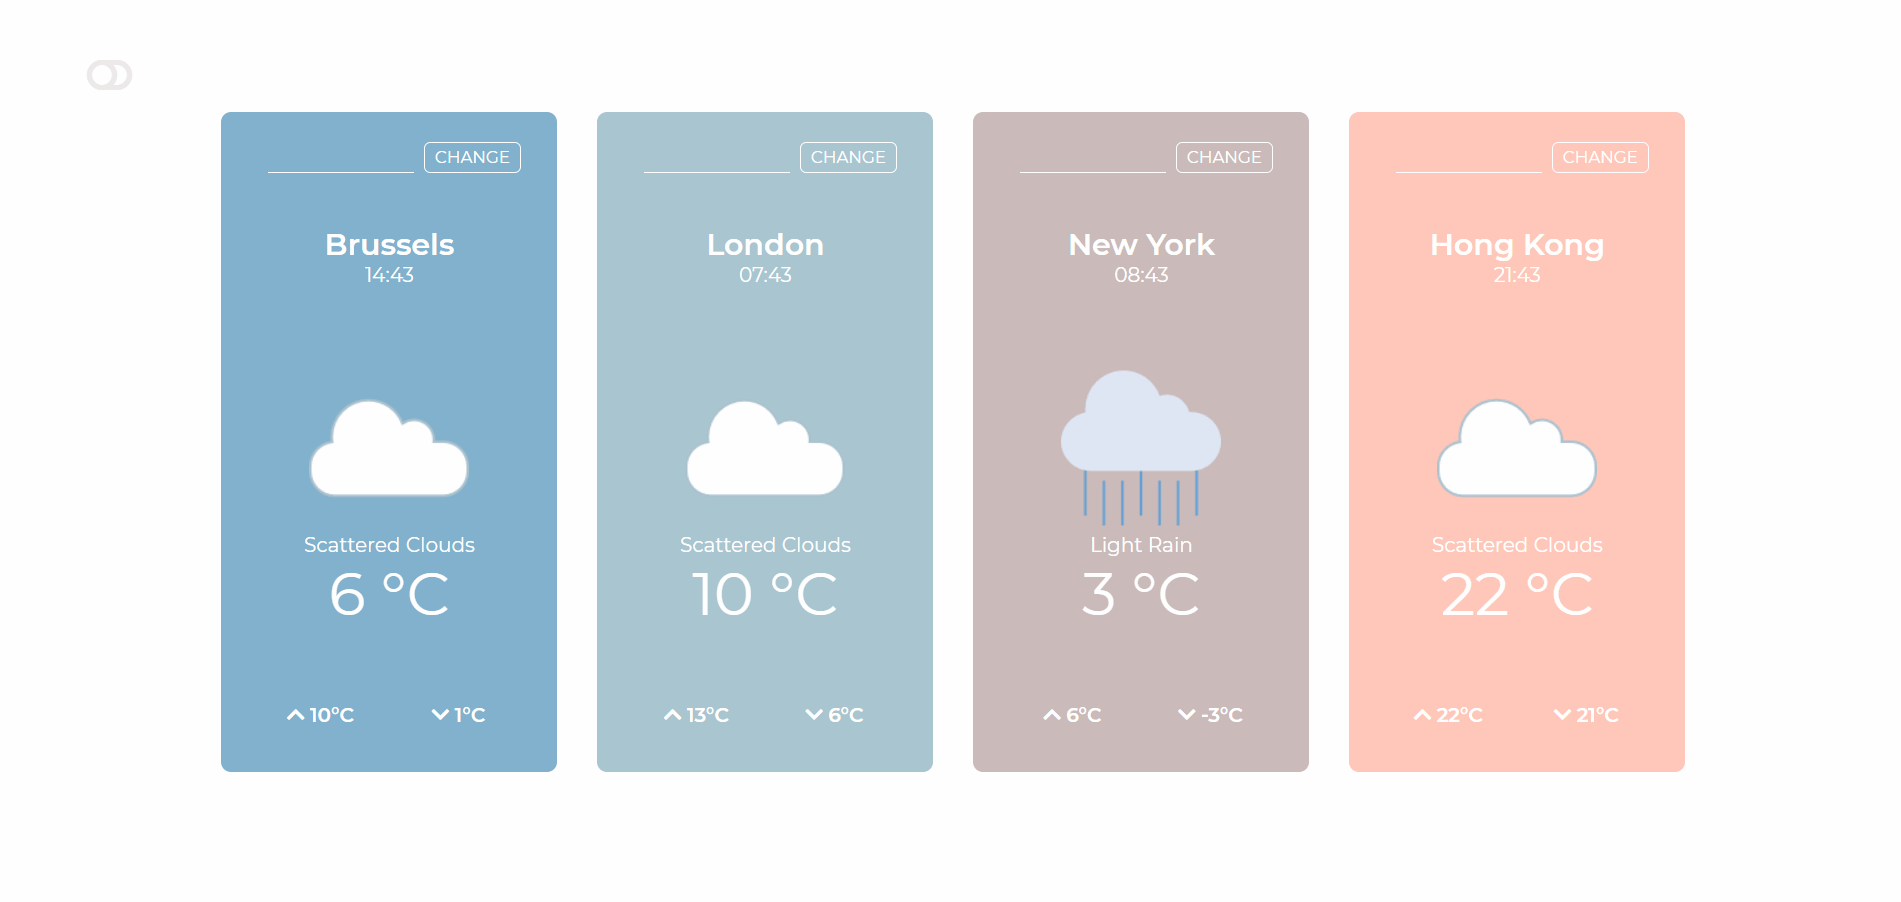 CHANGE
Brussels
14:43
Scattered Clouds
6 °C
10°C 1°C
CHANGE
London
07:43
Scattered Clouds
10 °C
13°C 6°C
CHANGE
New York
08:43
Light Rain
3 °C
6°C -3°C
CHANGE
Hong Kong
21:43
Scattered Clouds
22 °C
22°C 21°C